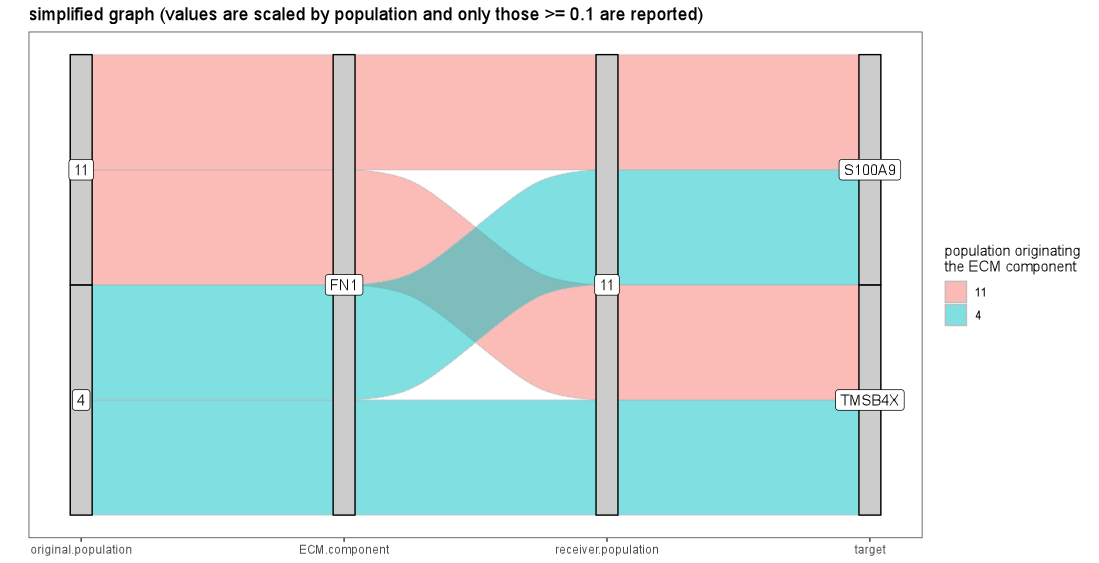 simplified graph (values are scaled by population and only those >= 0.1 are reported)
11
S100A9
FN1
11
4
TMSB4X
population originating
the ECM component
11
4
original.population
ECM.component
receiver.population
target